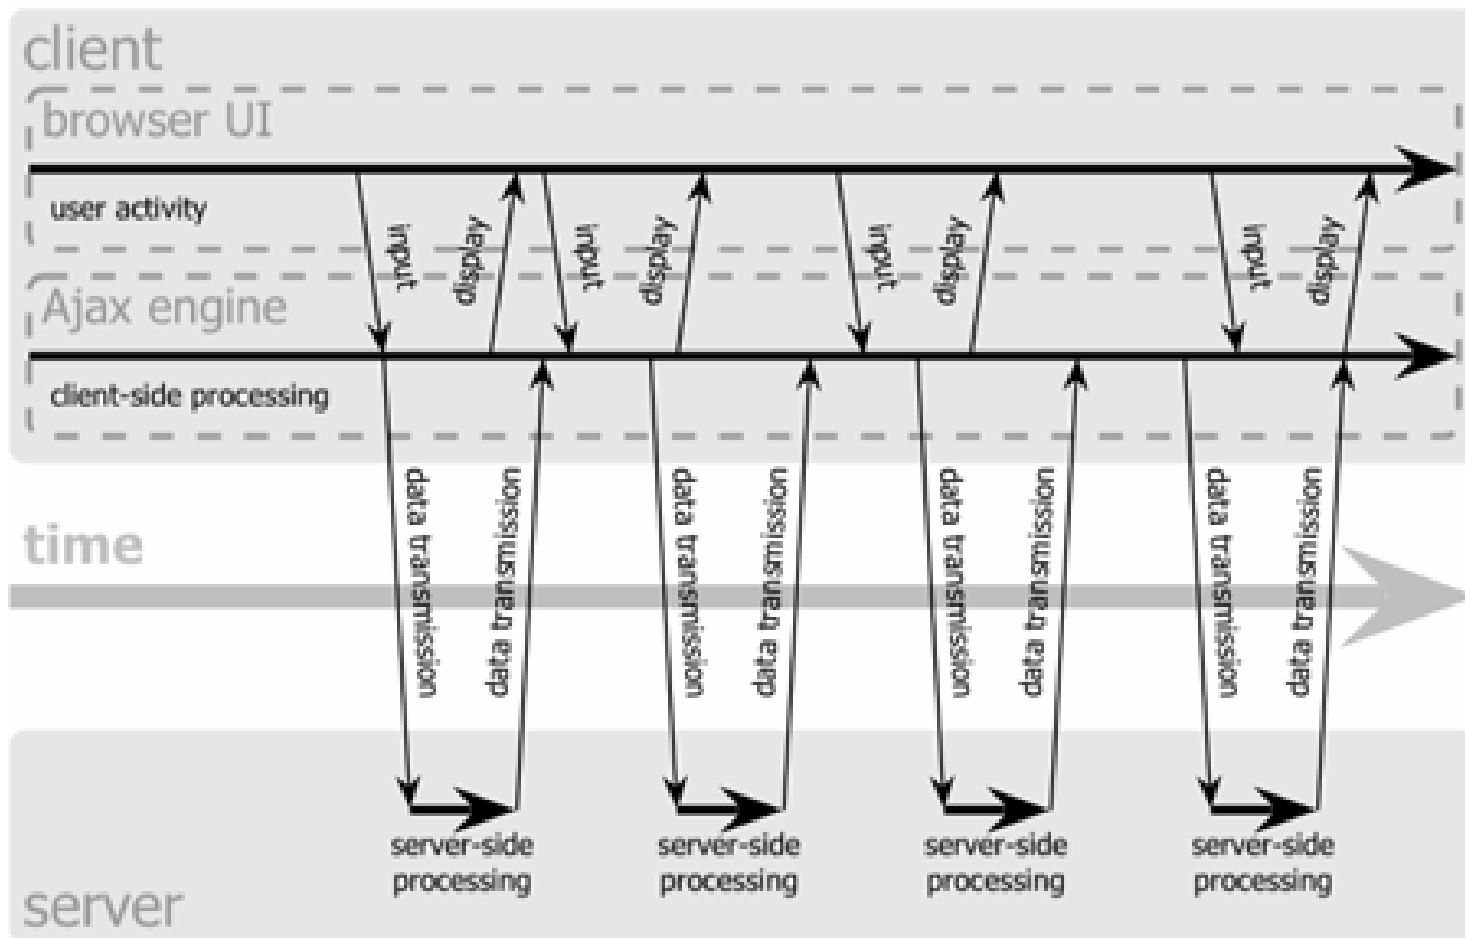 client
browser UI
user activity
input
display
input
display
input
display
input
display
Ajax engine
client-side processing
data transmission
data transmission
data transmission
data transmission
data transmission
data transmission
data transmission
data transmission
time
server-side
processing
server-side
processing
server-side
processing
server-side
processing
server